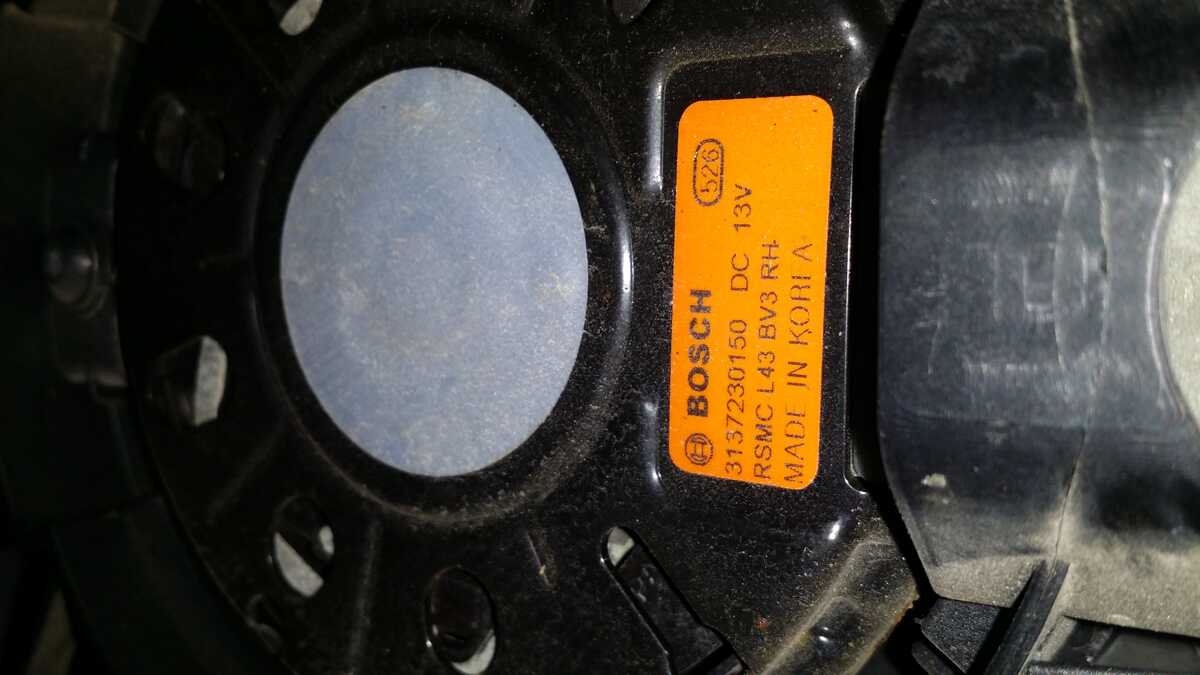 BOSCH 526
3137230150 DC 13V
RSMC L43 BV3 RH
MADE IN KOREA